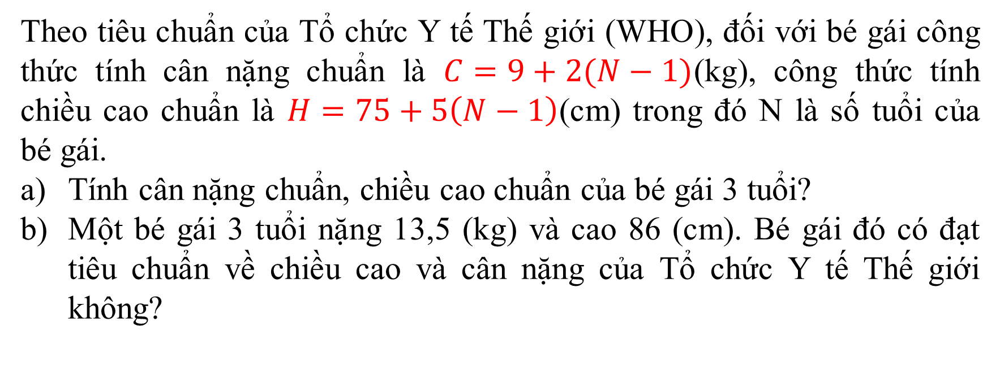 Theo tiêu chuẩn của Tổ chức Y tế Thế giới (WHO), đối với bé gái công
thức tính cân nặng chuẩn là C = 9 + 2(N − 1)(kg), công thức tính
chiều cao chuẩn là H = 75 + 5(N − 1)(cm) trong đó N là số tuổi của
bé gái.
a) Tính cân nặng chuẩn, chiều cao chuẩn của bé gái 3 tuổi?
b) Một bé gái 3 tuổi nặng 13,5 (kg) và cao 86 (cm). Bé gái đó có đạt
tiêu chuẩn về chiều cao và cân nặng của Tổ chức Y tế Thế giới
không?